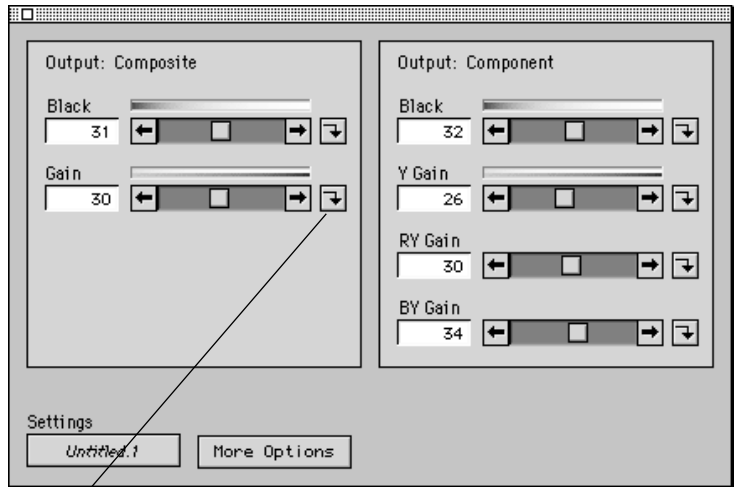 Output: Composite
Black
31
Gain
30
Output: Component
Black
32
Y Gain
26
RY Gain
30
BY Gain
34
Settings
Untitled.1
More Options